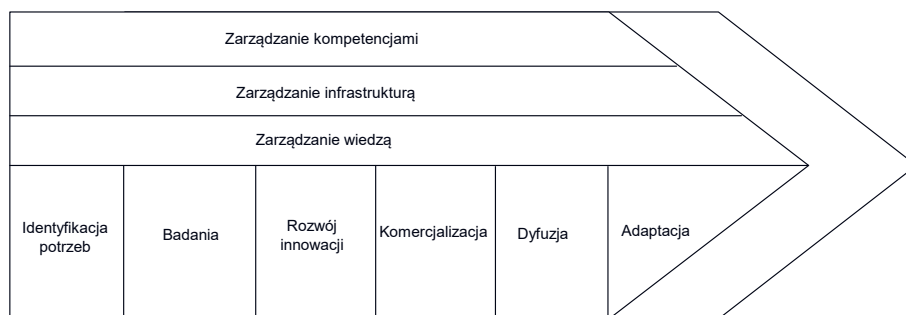 Zarządzanie kompetencjami
Zarządzanie infrastrukturą
Zarządzanie wiedzą
Identyfikacja
potrzeb
Badania
Rozwój
innowacji
Komercjalizacja
Dyfuzja
Adaptacja